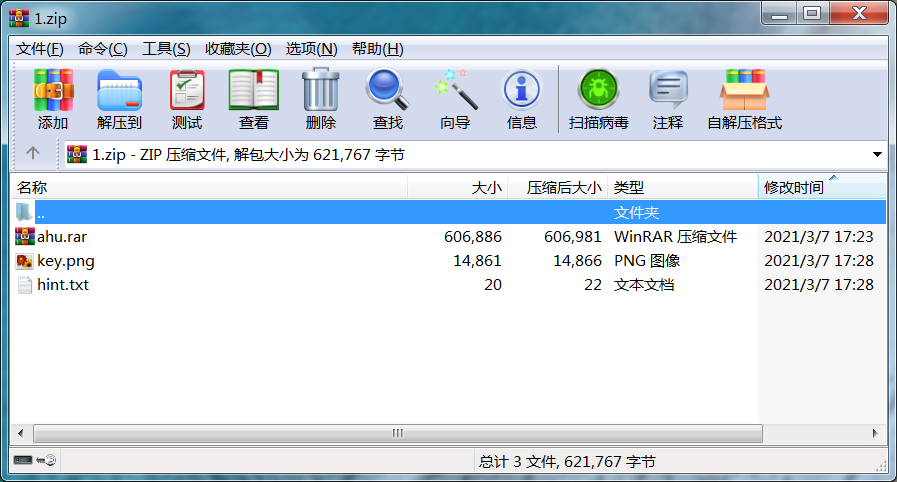 1.zip
文件(F) 命令(C) 工具(S) 收藏夹(O) 选项(N) 帮助(H)
添加 解压到 测试 查看 删除 查找 向导 信息 扫描病毒 注释 自解压格式
1.zip - ZIP 压缩文件, 解包大小为 621,767 字节
名称 大小 压缩后大小 类型 修改时间
.. 文件夹
ahu.rar 606,886 606,981 WinRAR 压缩文件 2021/3/7 17:23
key.png 14,861 14,866 PNG 图像 2021/3/7 17:28
hint.txt 20 22 文本文档 2021/3/7 17:28
总计 3 文件, 621,767 字节